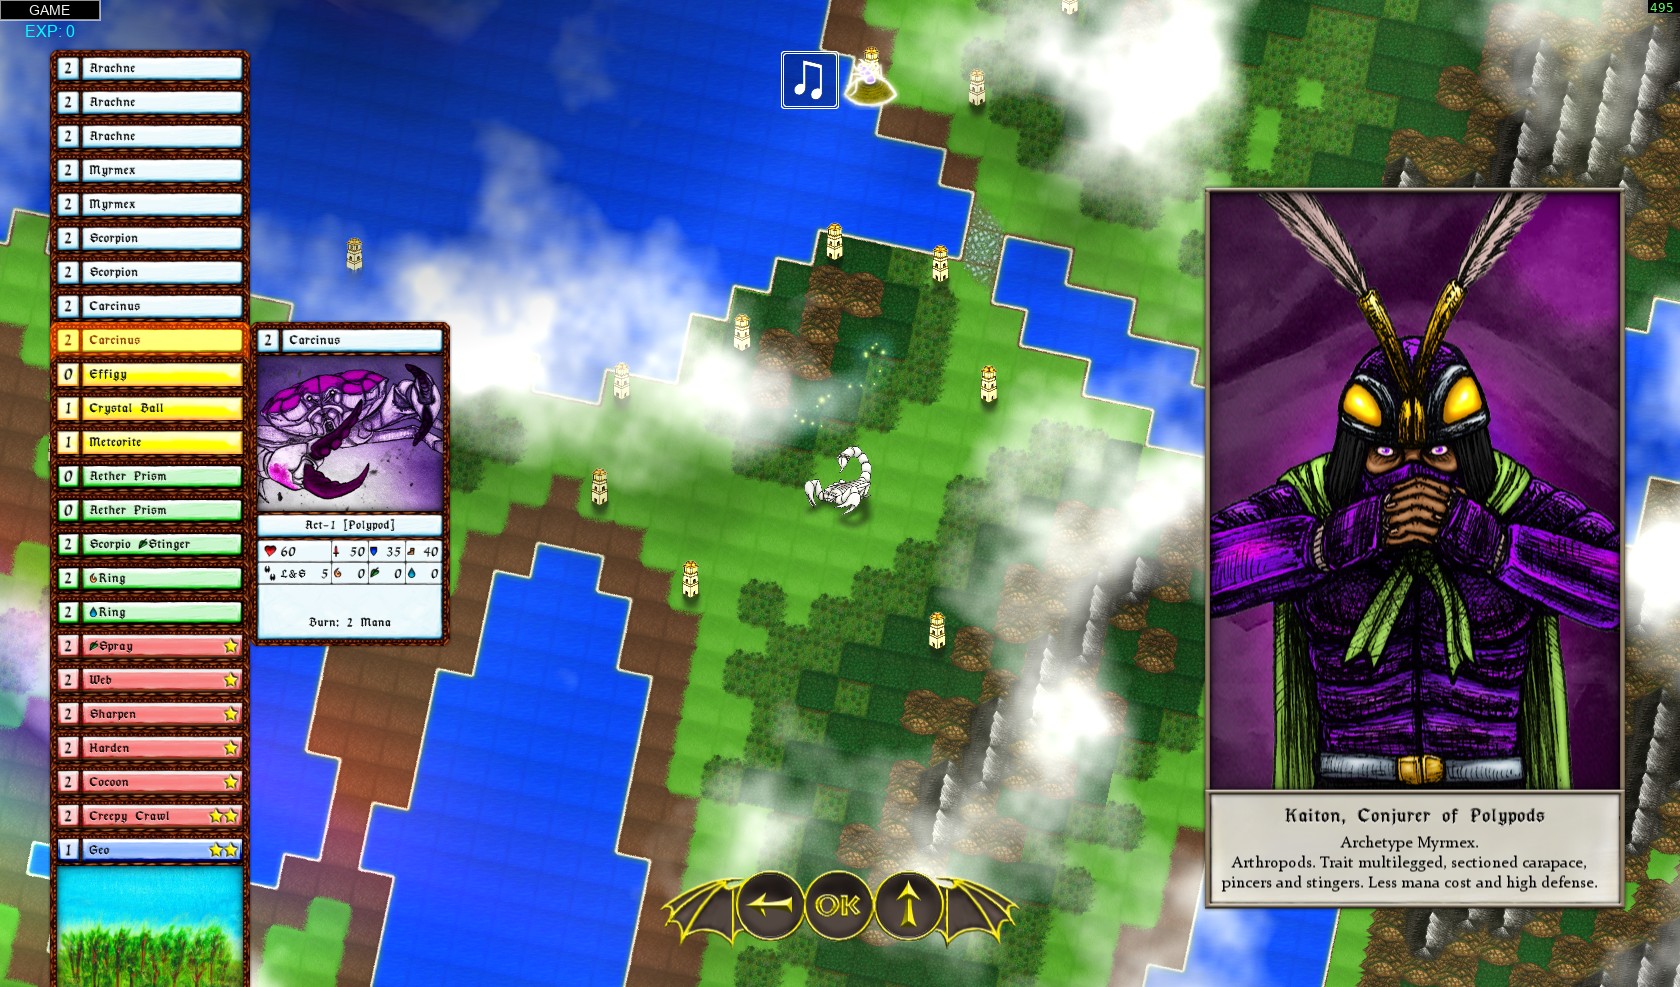 GAME
EXP: 0
495
2 Arachne
2 Arachne
2 Arachne
2 Myrmex
2 Myrmex
2 Scorpion
2 Scorpion
2 Carcinus
2 Carcinus
0 Effigy
1 Crystal Ball
1 Meteorite
0 Aether Prism
0 Aether Prism
2 Scorpio Stinger
2 Ring
2 Ring
2 Spray
2 Web
2 Sharpen
2 Harden
2 Cocoon
2 Creepy Crawl
1 Geo
2 Carcinus
Act-1 [Polypod]
60 50 35 40
L&S 5 0 0 0
Burn: 2 Mana
OK
Kaiton, Conjurer of Polypods
Archetype Myrmex.
Arthropods. Trait multilegged, sectioned carapace,
pincers and stingers. Less mana cost and high defense.